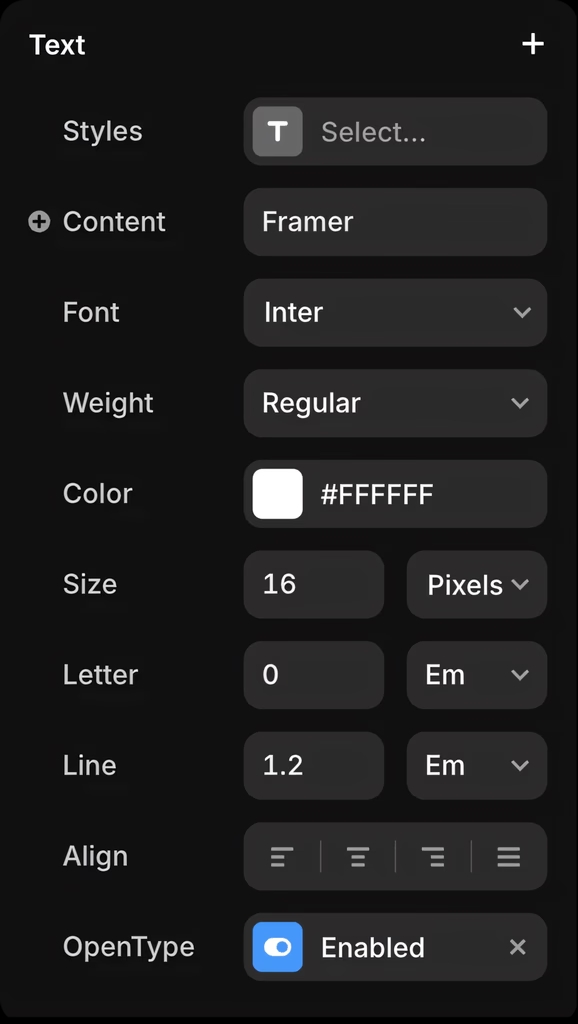 Text
Styles T Select...
Content Framer
Font Inter
Weight Regular
Color #FFFFFF
Size 16 Pixels
Letter 0 Em
Line 1.2 Em
Align
OpenType Enabled